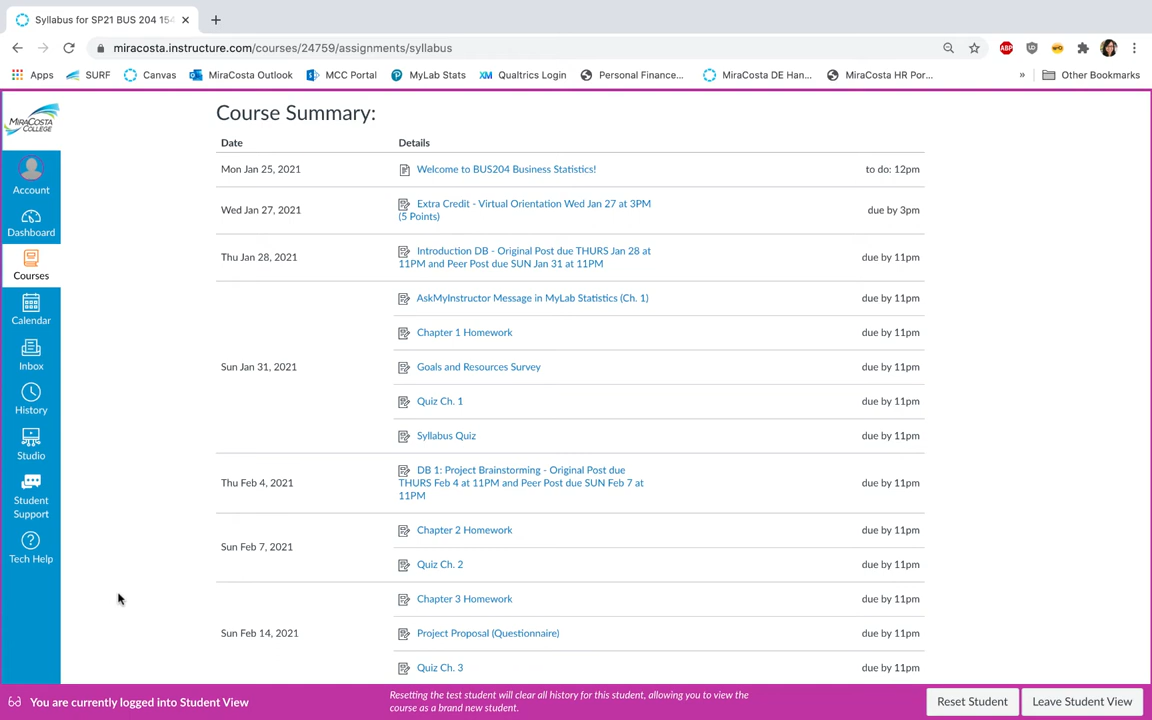 Syllabus for SP21 BUS 204 154
miracosta.instructure.com/courses/24759/assignments/syllabus
ABP
Apps SURF Canvas MiraCosta Outlook MCC Portal MyLab Stats XM Qualtrics Login Personal Finance... MiraCosta DE Han... MiraCosta HR Por... » Other Bookmarks
MIRACOSTA
COLLEGE
Account
Dashboard
Courses
Calendar
Inbox
History
Studio
Student
Support
Tech Help
Course Summary:
Date Details
Mon Jan 25, 2021 Welcome to BUS204 Business Statistics! to do: 12pm
Wed Jan 27, 2021 Extra Credit - Virtual Orientation Wed Jan 27 at 3PM
(5 Points) due by 3pm
Thu Jan 28, 2021 Introduction DB - Original Post due THURS Jan 28 at
11PM and Peer Post due SUN Jan 31 at 11PM due by 11pm
Sun Jan 31, 2021 AskMyInstructor Message in MyLab Statistics (Ch. 1) due by 11pm
Chapter 1 Homework due by 11pm
Goals and Resources Survey due by 11pm
Quiz Ch. 1 due by 11pm
Syllabus Quiz due by 11pm
Thu Feb 4, 2021 DB 1: Project Brainstorming - Original Post due
THURS Feb 4 at 11PM and Peer Post due SUN Feb 7 at
11PM due by 11pm
Sun Feb 7, 2021 Chapter 2 Homework due by 11pm
Quiz Ch. 2 due by 11pm
Sun Feb 14, 2021 Chapter 3 Homework due by 11pm
Project Proposal (Questionnaire) due by 11pm
Quiz Ch. 3 due by 11pm
You are currently logged into Student View
Resetting the test student will clear all history for this student, allowing you to view the
course as a brand new student.
Reset Student Leave Student View